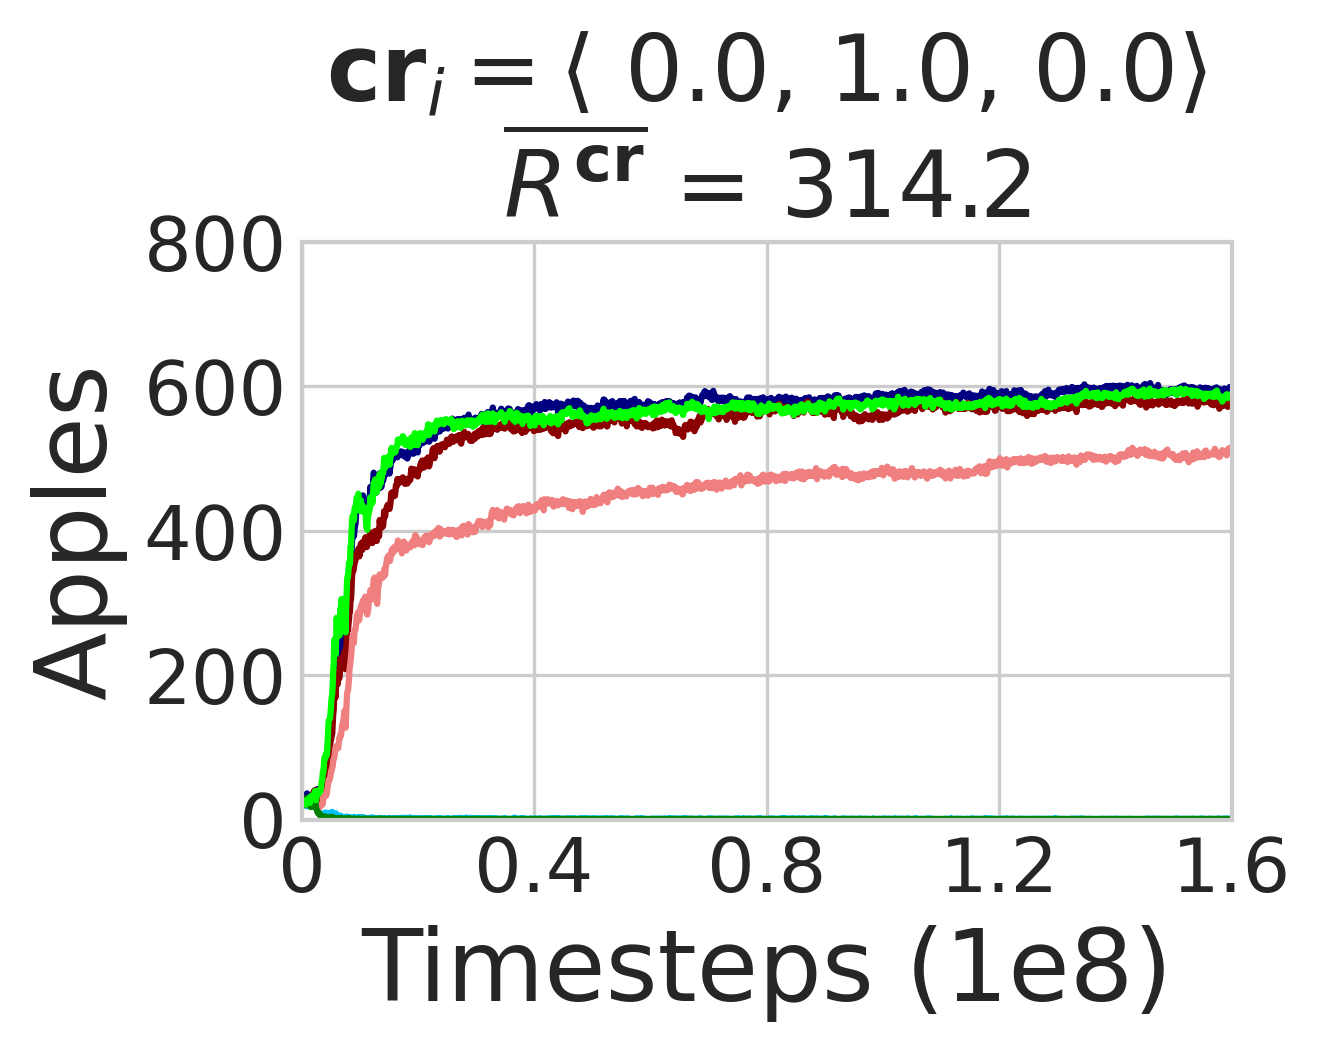 cr_i = ⟨ 0.0, 1.0, 0.0⟩
R^cr = 314.2
800
600
400
200
0
Apples
0 0.4 0.8 1.2 1.6
Timesteps (1e8)